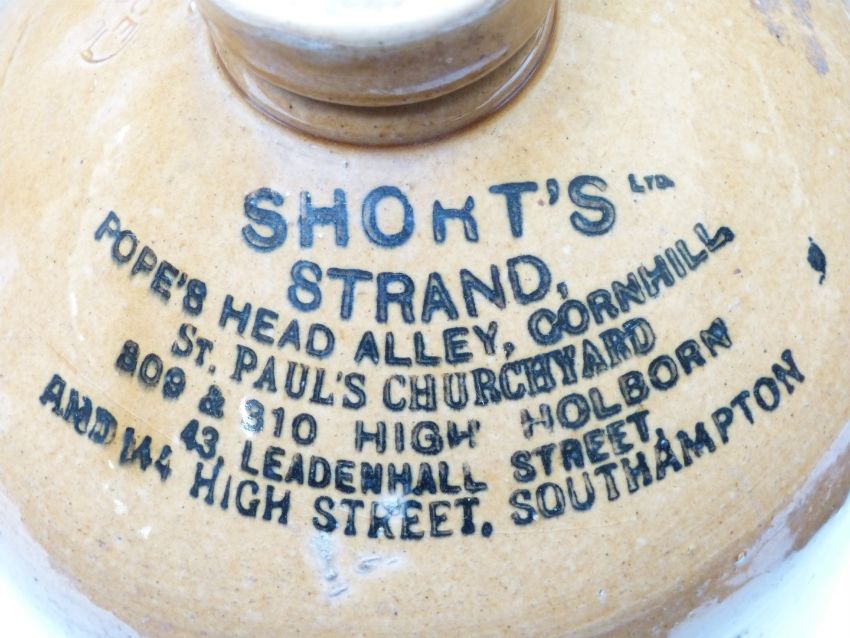 SHORT'S LTD.
STRAND,
POPE'S HEAD ALLEY, CORNHILL,
ST. PAUL'S CHURCHYARD
309 & 310 HIGH HOLBORN
43, LEADENHALL STREET,
AND 144 HIGH STREET, SOUTHAMPTON